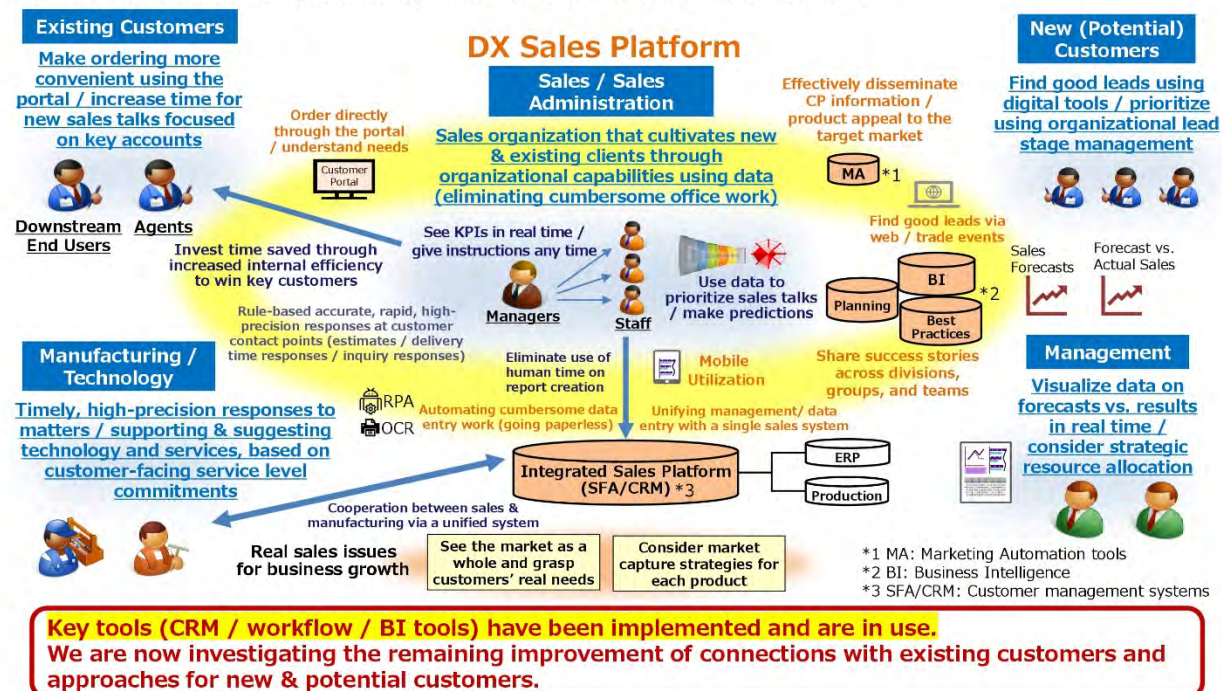 Existing Customers
Make ordering more
convenient using the
portal / increase time for
new sales talks focused
on key accounts
Downstream
End Users
Agents
DX Sales Platform
Sales / Sales
Administration
Sales organization that cultivates new
& existing clients through
organizational capabilities using data
(eliminating cumbersome office work)
Order directly
through the portal
/ understand needs
Customer
Portal
Effectively disseminate
CP information /
product appeal to the
target market
MA
*1
Find good leads via
web / trade events
New (Potential)
Customers
Find good leads using
digital tools / prioritize
using organizational lead
stage management
Invest time saved through
increased internal efficiency
to win key customers
See KPIs in real time /
give instructions any time
Managers
Staff
Use data to
prioritize sales talks
/ make predictions
Planning
BI
*2
Best
Practices
Share success stories
across divisions,
groups, and teams
Sales
Forecasts
Forecast vs.
Actual Sales
Rule-based accurate, rapid, high-
precision responses at customer
contact points (estimates / delivery
time responses / inquiry responses)
Eliminate use of
human time on
report creation
Mobile
Utilization
Manufacturing /
Technology
Timely, high-precision responses to
matters / supporting & suggesting
technology and services, based on
customer-facing service level
commitments
RPA
OCR
Automating cumbersome data
entry work (going paperless)
Unifying management/ data
entry with a single sales system
Integrated Sales Platform
(SFA/CRM) *3
ERP
Production
Management
Visualize data on
forecasts vs. results
in real time /
consider strategic
resource allocation
Cooperation between sales &
manufacturing via a unified system
Real sales issues
for business growth
See the market as a
whole and grasp
customers' real needs
Consider market
capture strategies for
each product
*1 MA: Marketing Automation tools
*2 BI: Business Intelligence
*3 SFA/CRM: Customer management systems
Key tools (CRM / workflow / BI tools) have been implemented and are in use.
We are now investigating the remaining improvement of connections with existing customers and
approaches for new & potential customers.